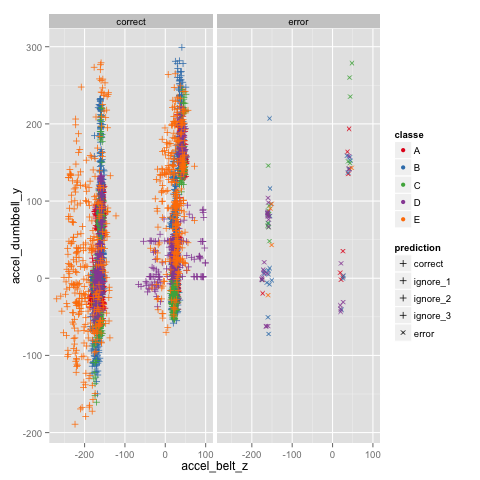 correct error
300
200
100
0
-100
-200
accel_dumbbell_y
-200 -100 0 100 -200 -100 0 100
accel_belt_z
classe
A
B
C
D
E
prediction
correct
ignore_1
ignore_2
ignore_3
error